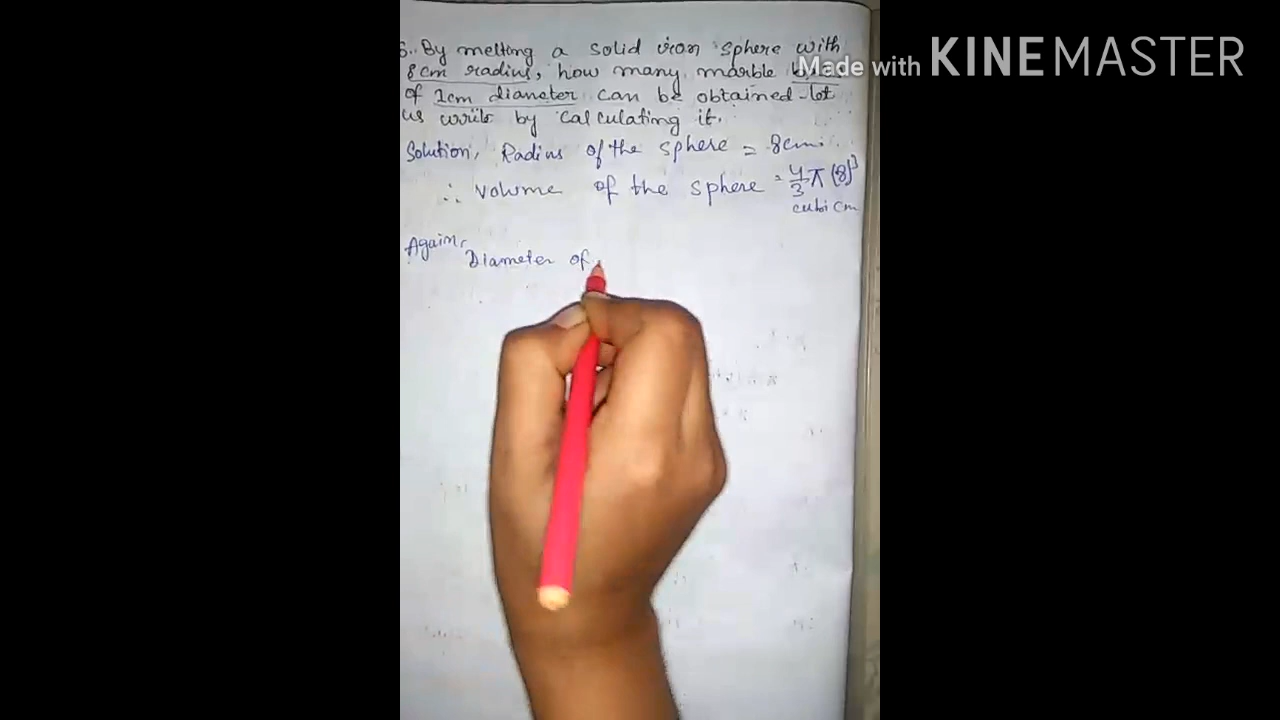 6. By melting a solid iron sphere with
8cm radius, how many marble
of 1cm diameter can be obtained - let
us write by calculating it.
Solution, Radius of the sphere = 8cm.
∴ volume of the sphere = 4/3 π (8)³
cubi cm
Again,
Diameter of
Made with KINEMASTER